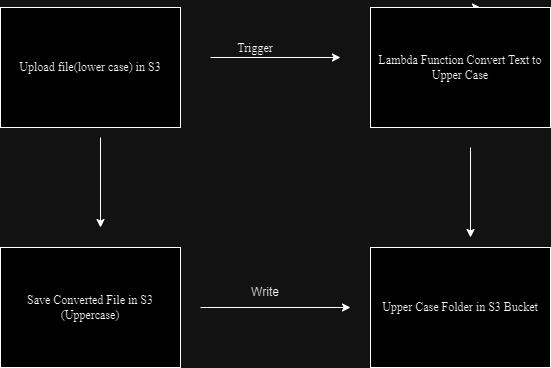 Upload file(lower case) in S3
Trigger
Lambda Function Convert Text to
Upper Case
Save Converted File in S3
(Uppercase)
Write
Upper Case Folder in S3 Bucket